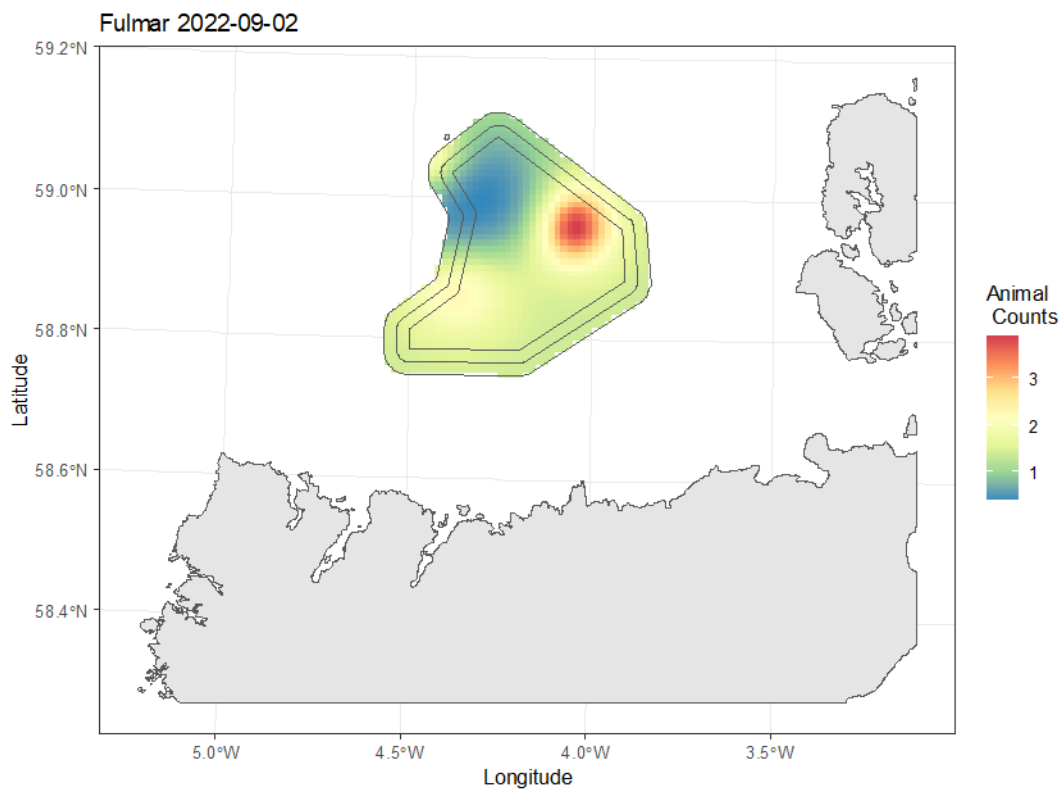 Fulmar 2022-09-02
59.2°N
59.0°N
58.8°N
58.6°N
58.4°N
Latitude
5.0°W
4.5°W
4.0°W
3.5°W
Longitude
Animal
Counts
3
2
1